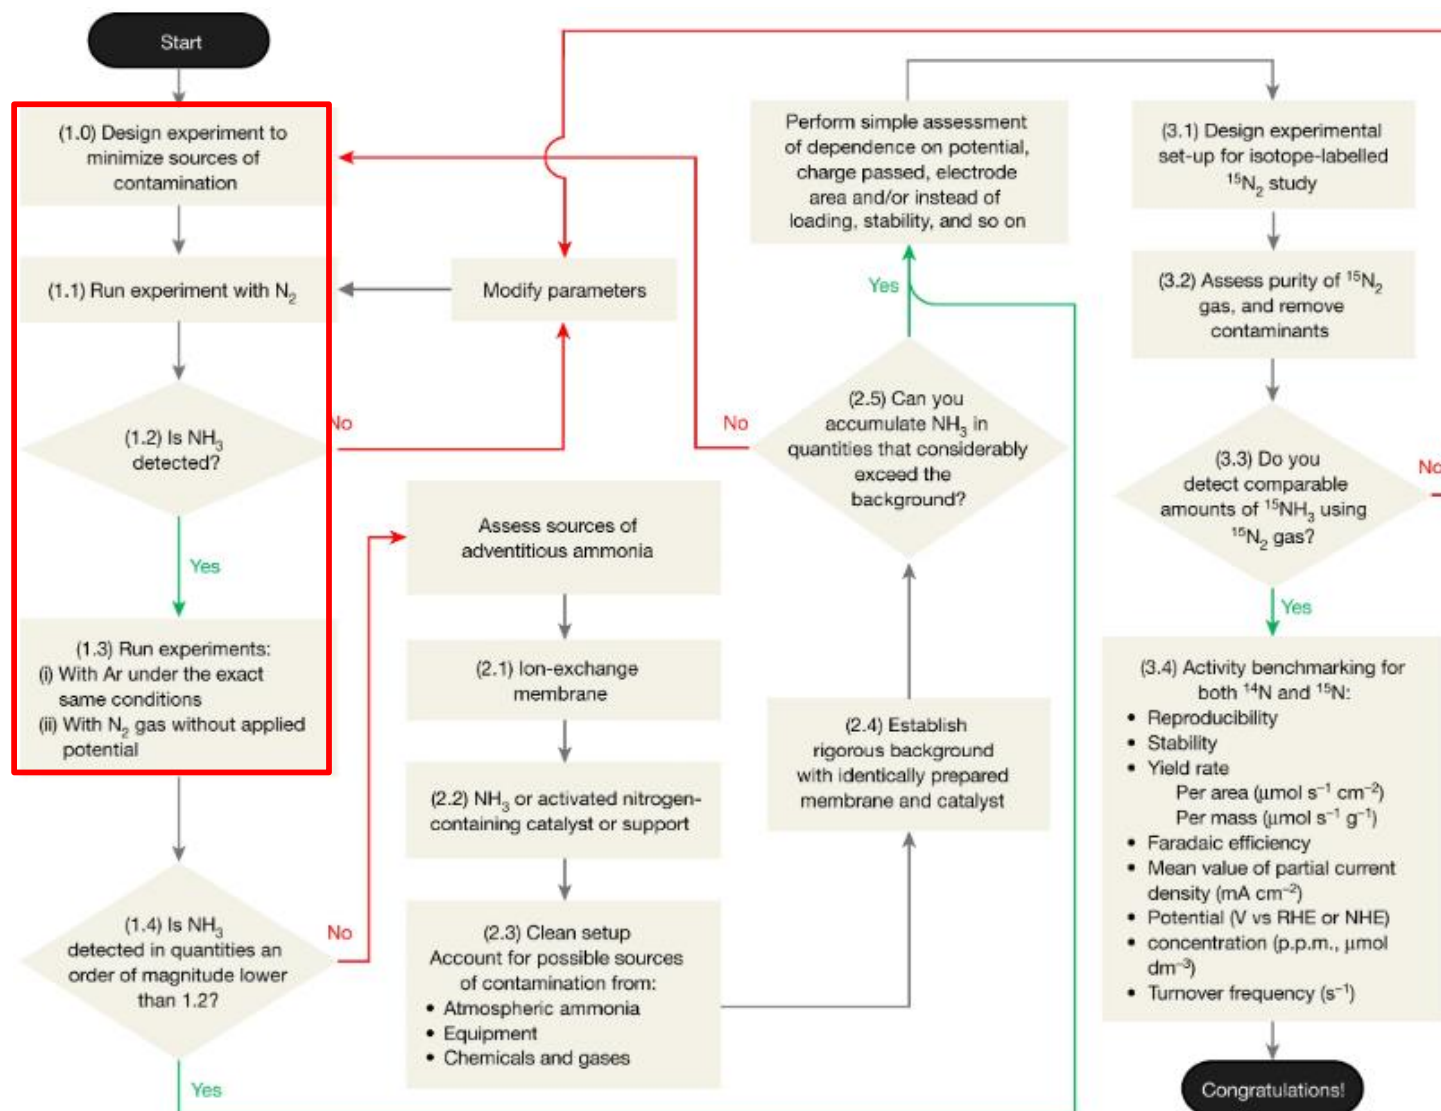 Start
(1.0) Design experiment to
minimize sources of
contamination
(1.1) Run experiment with N₂
(1.2) Is NH₃
detected?
No
Yes
(1.3) Run experiments:
(i) With Ar under the exact
same conditions
(ii) With N₂ gas without applied
potential
(1.4) Is NH₃
detected in quantities an
order of magnitude lower
than 1.2?
No
Yes
Modify parameters
Assess sources of
adventitious ammonia
(2.1) Ion-exchange
membrane
(2.2) NH₃ or activated nitrogen-
containing catalyst or support
(2.3) Clean setup
Account for possible sources
of contamination from:
• Atmospheric ammonia
• Equipment
• Chemicals and gases
(2.4) Establish
rigorous background
with identically prepared
membrane and catalyst
(2.5) Can you
accumulate NH₃ in
quantities that considerably
exceed the
background?
No
Yes
Perform simple assessment
of dependence on potential,
charge passed, electrode
area and/or instead of
loading, stability, and so on
(3.1) Design experimental
set-up for isotope-labelled
¹⁵N₂ study
(3.2) Assess purity of ¹⁵N₂
gas, and remove
contaminants
(3.3) Do you
detect comparable
amounts of ¹⁵NH₃ using
¹⁵N₂ gas?
No
Yes
(3.4) Activity benchmarking for
both ¹⁴N and ¹⁵N:
• Reproducibility
• Stability
• Yield rate
Per area (μmol s⁻¹ cm⁻²)
Per mass (μmol s⁻¹ g⁻¹)
• Faradaic efficiency
• Mean value of partial current
density (mA cm⁻²)
• Potential (V vs RHE or NHE)
• concentration (p.p.m., μmol
dm⁻³)
• Turnover frequency (s⁻¹)
Congratulations!